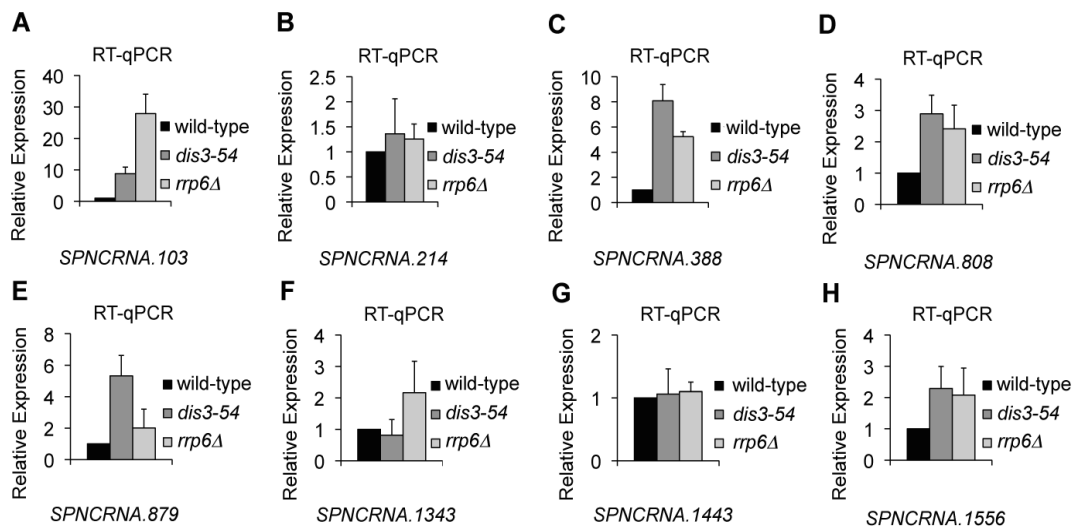 A
RT-qPCR
Relative Expression
40
30
20
10
0
wild-type
dis3-54
rrp6Δ
SPNCRNA.103
B
RT-qPCR
Relative Expression
2.5
2
1.5
1
0.5
0
wild-type
dis3-54
rrp6Δ
SPNCRNA.214
C
RT-qPCR
Relative Expression
10
8
6
4
2
0
wild-type
dis3-54
rrp6Δ
SPNCRNA.388
D
RT-qPCR
Relative Expression
4
3
2
1
0
wild-type
dis3-54
rrp6Δ
SPNCRNA.808
E
RT-qPCR
Relative Expression
8
6
4
2
0
wild-type
dis3-54
rrp6Δ
SPNCRNA.879
F
RT-qPCR
Relative Expression
4
3
2
1
0
wild-type
dis3-54
rrp6Δ
SPNCRNA.1343
G
RT-qPCR
Relative Expression
2
1
0
wild-type
dis3-54
rrp6Δ
SPNCRNA.1443
H
RT-qPCR
Relative Expression
4
3
2
1
0
wild-type
dis3-54
rrp6Δ
SPNCRNA.1556